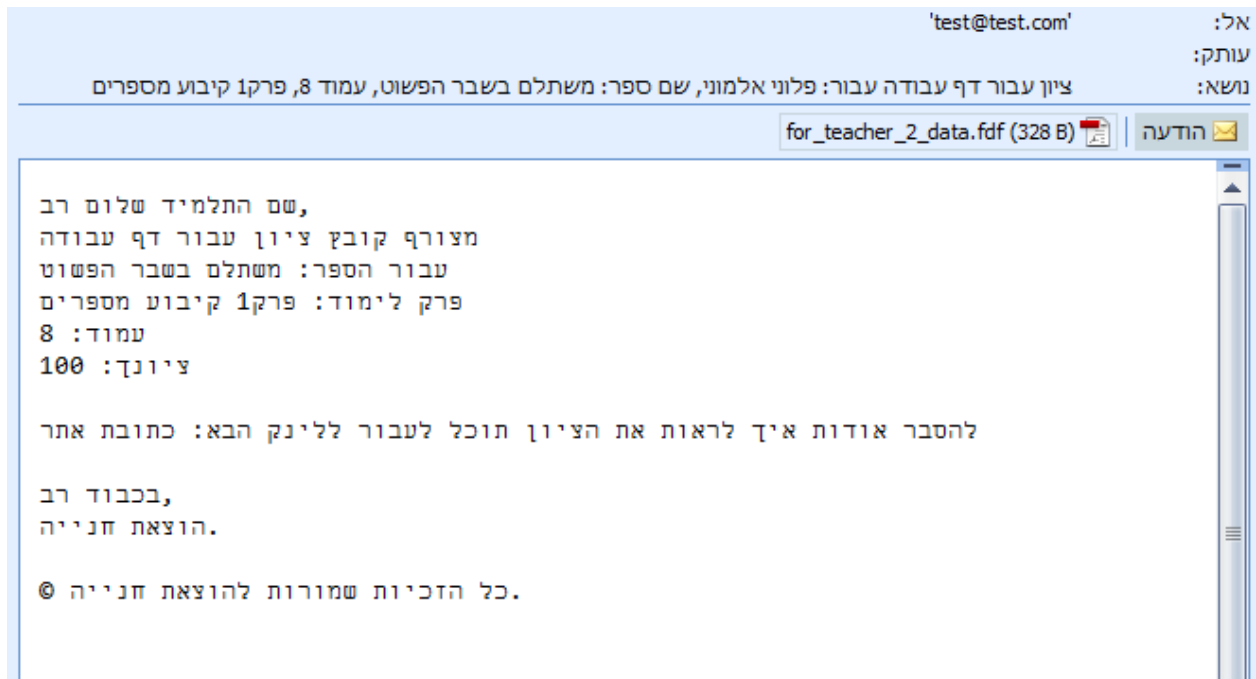 אל: 'test@test.com'
עותק:
נושא: ציון עבור דף עבודה עבור: פלוני אלמוני, שם ספר: משתלם בשבר הפשוט, עמוד 8, פרק1 קיבוע מספרים
הודעה for_teacher_2_data.fdf (328 B)
שם התלמיד שלום רב,
מצורף קובץ ציון עבור דף עבודה
עבור הספר: משתלם בשבר הפשוט
פרק לימוד: פרק1 קיבוע מספרים
עמוד: 8
ציונך: 100
להסבר אודות איך לראות את הציון תוכל לעבור ללינק הבא: כתובת אתר
בכבוד רב,
הוצאת חנייה.
כל הזכויות שמורות להוצאת חנייה ©.